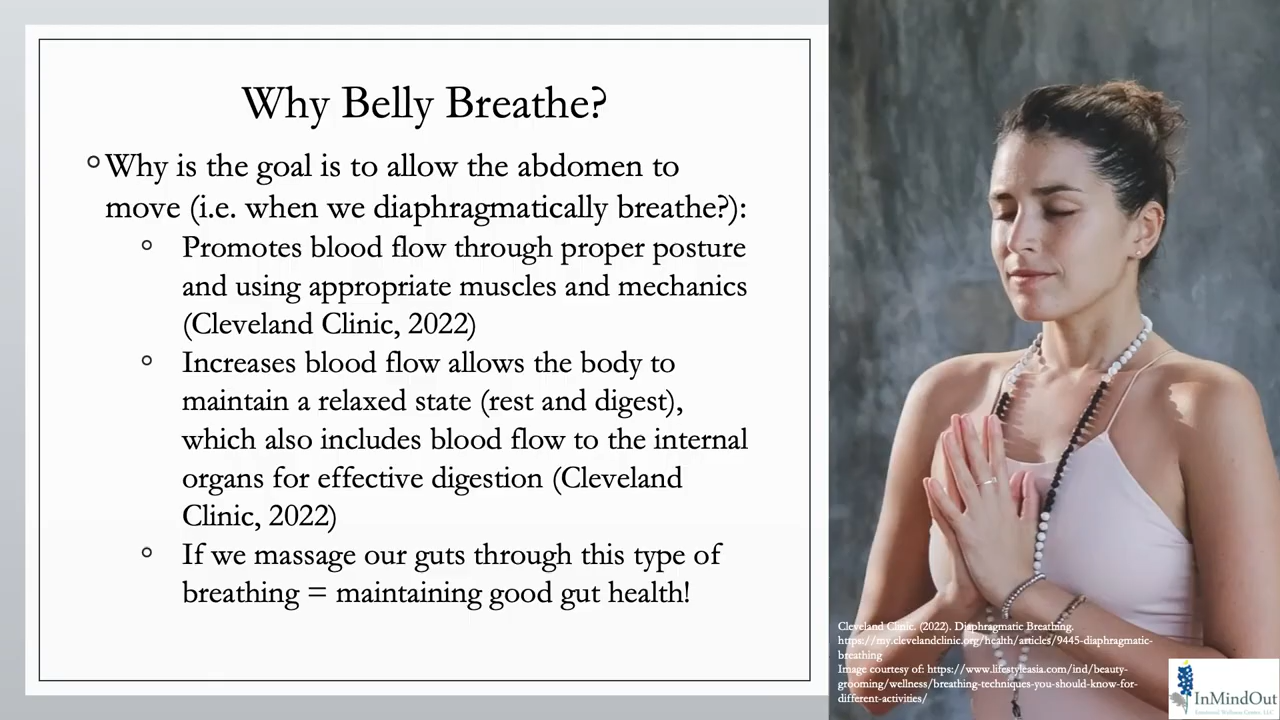 Why Belly Breathe?
Why is the goal is to allow the abdomen to
move (i.e. when we diaphragmatically breathe?):
Promotes blood flow through proper posture
and using appropriate muscles and mechanics
(Cleveland Clinic, 2022)
Increases blood flow allows the body to
maintain a relaxed state (rest and digest),
which also includes blood flow to the internal
organs for effective digestion (Cleveland
Clinic, 2022)
If we massage our guts through this type of
breathing = maintaining good gut health!
Cleveland Clinic. (2022). Diaphragmatic Breathing.
https://my.clevelandclinic.org/health/articles/9445-diaphragmatic-
breathing
Image courtesy of: https://www.lifestyleasia.com/ind/beauty-
grooming/wellness/breathing-techniques-you-should-know-for-
different-activities/
InMindOut
Emotional Wellness Center, LLC